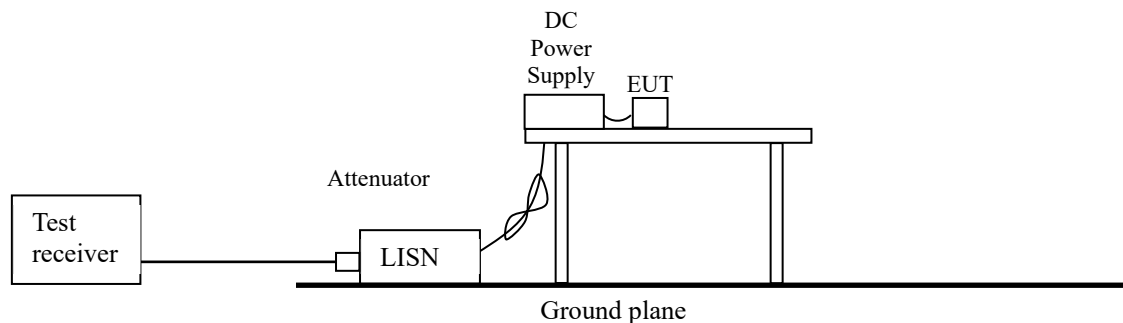 DC
Power
Supply
EUT
Attenuator
Test
receiver
LISN
Ground plane